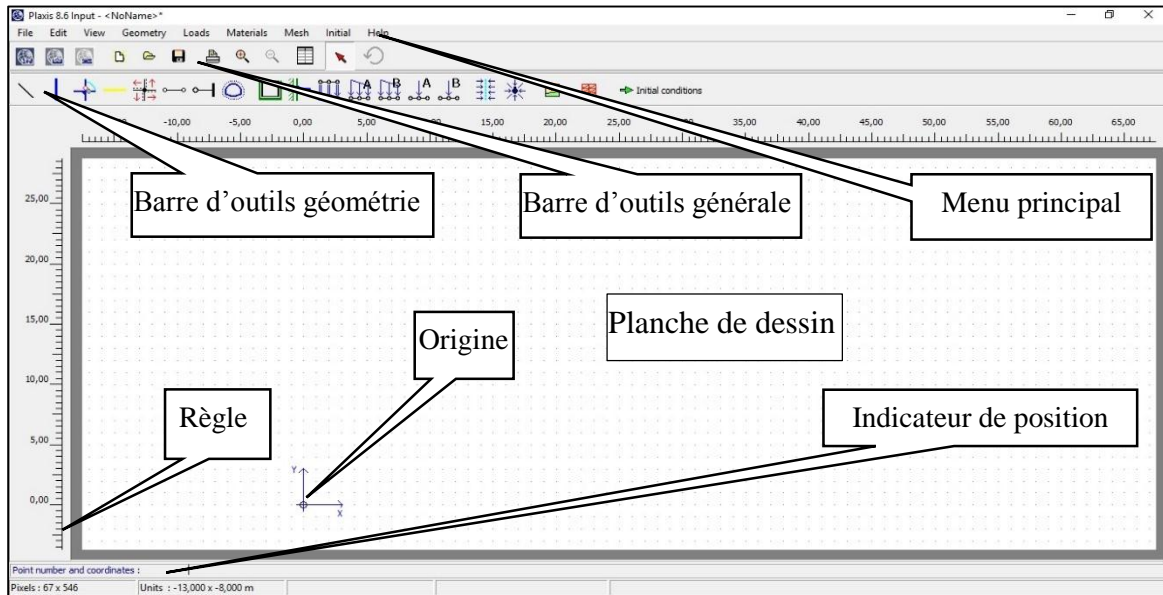 Plaxis 8.6 Input - <NoName>*
File Edit View Geometry Loads Materials Mesh Initial Help
A B A B Initial conditions
-10,00 -5,00 0,00 5,00 10,00 15,00 20,00 25,00 30,00 35,00 40,00 45,00 50,00 55,00 60,00 65,00
Barre d’outils géométrie
Barre d’outils générale
Menu principal
25,00
20,00
15,00
Planche de dessin
Origine
10,00
Règle
Indicateur de position
5,00
Y
0,00
X
Point number and coordinates :
Pixels : 67 x 546 Units : -13,000 x -8,000 m